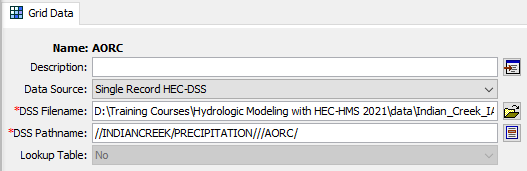 Grid Data
Name: AORC
Description:
Data Source: Single Record HEC-DSS
*DSS Filename: D:\Training Courses\Hydrologic Modeling with HEC-HMS 2021\data\Indian_Creek_IA
*DSS Pathname: //INDIANCREEK/PRECIPITATION///AORC/
Lookup Table: No